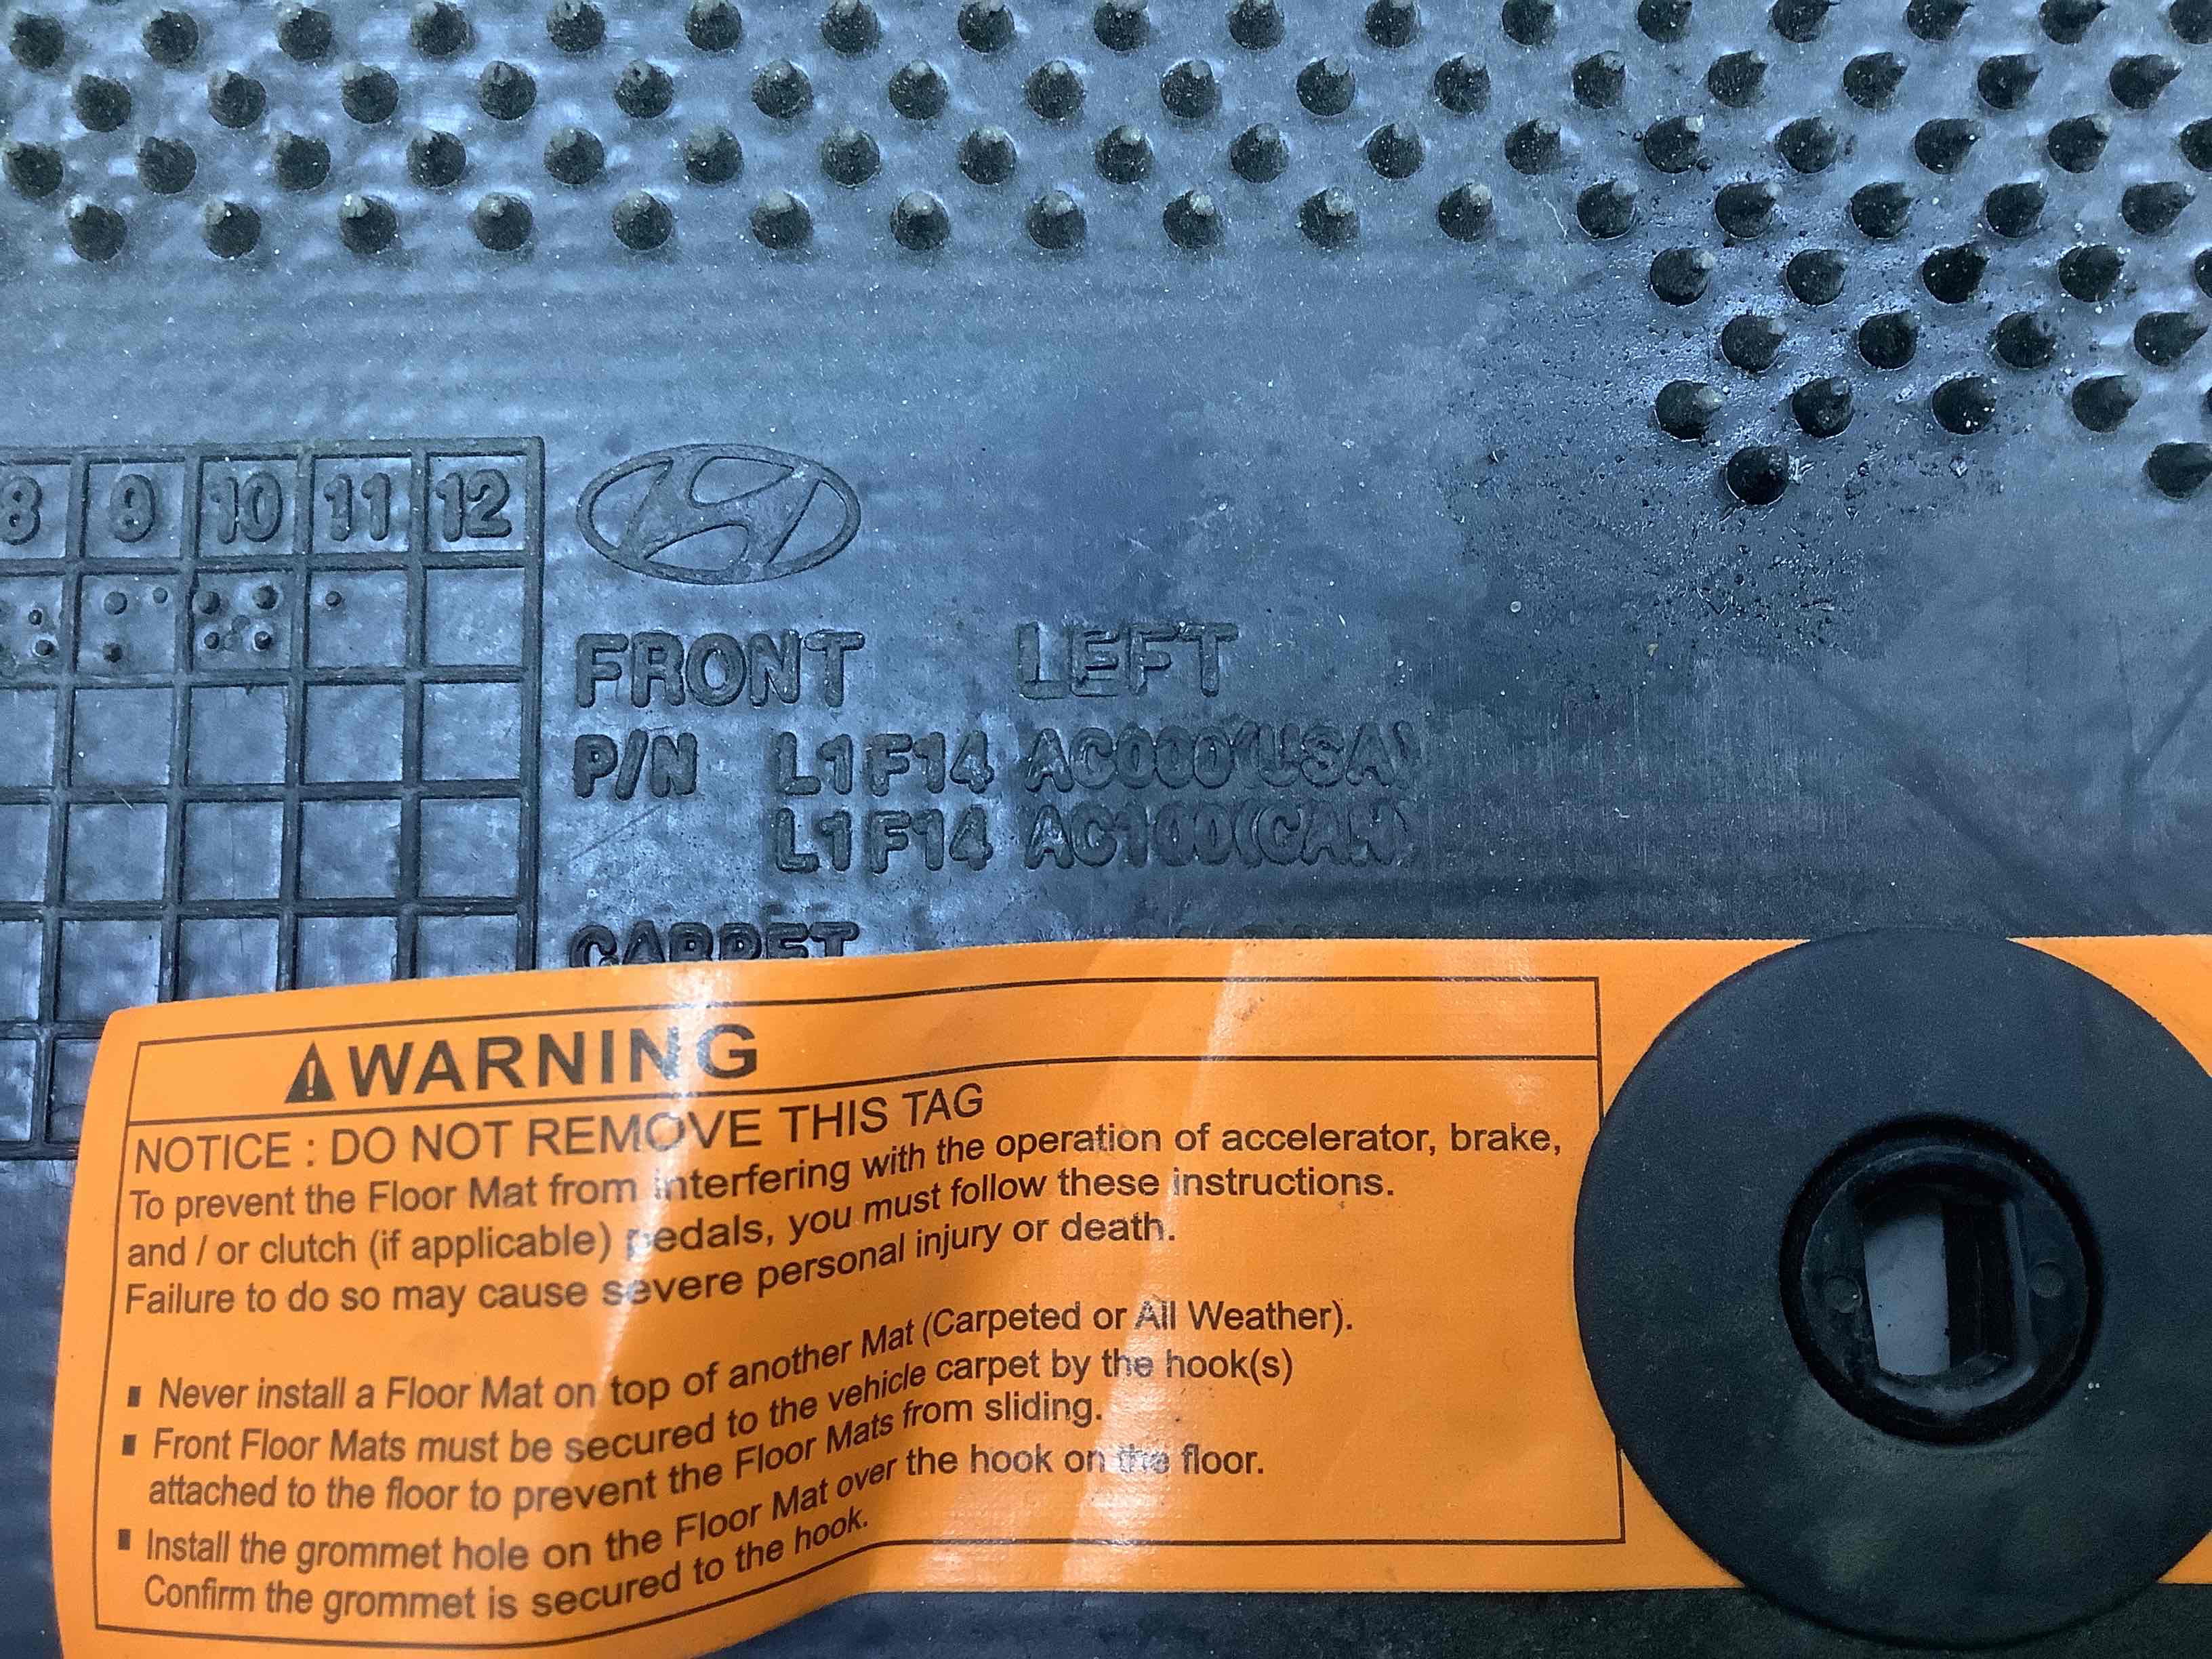 8 9 10 11 12
FRONT LEFT
P/N L1F14 AC000(USA)
L1F14 AC100(CAN)
CARPET
WARNING
NOTICE : DO NOT REMOVE THIS TAG
To prevent the Floor Mat from interfering with the operation of accelerator, brake,
and / or clutch (if applicable) pedals, you must follow these instructions.
Failure to do so may cause severe personal injury or death.
▪ Never install a Floor Mat on top of another Mat (Carpeted or All Weather).
▪ Front Floor Mats must be secured to the vehicle carpet by the hook(s)
attached to the floor to prevent the Floor Mats from sliding.
▪ Install the grommet hole on the Floor Mat over the hook on the floor.
Confirm the grommet is secured to the hook.